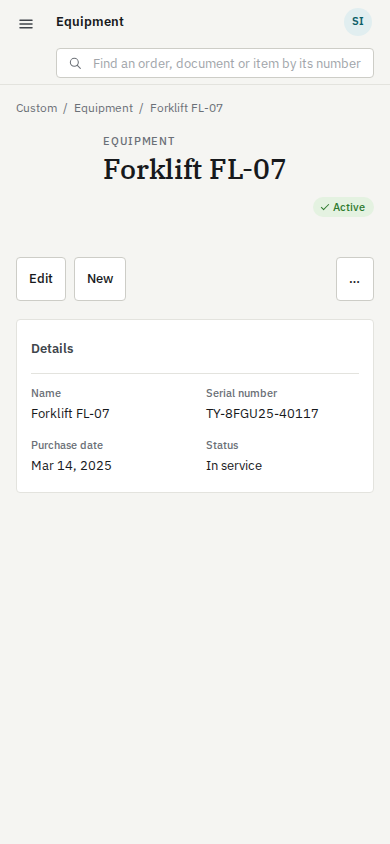 Equipment
SI
Find an order, document or item by its number
Custom / Equipment / Forklift FL-07
EQUIPMENT
Forklift FL-07
Active
Edit
New
...
Details
Name
Serial number
Forklift FL-07
TY-8FGU25-40117
Purchase date
Status
Mar 14, 2025
In service